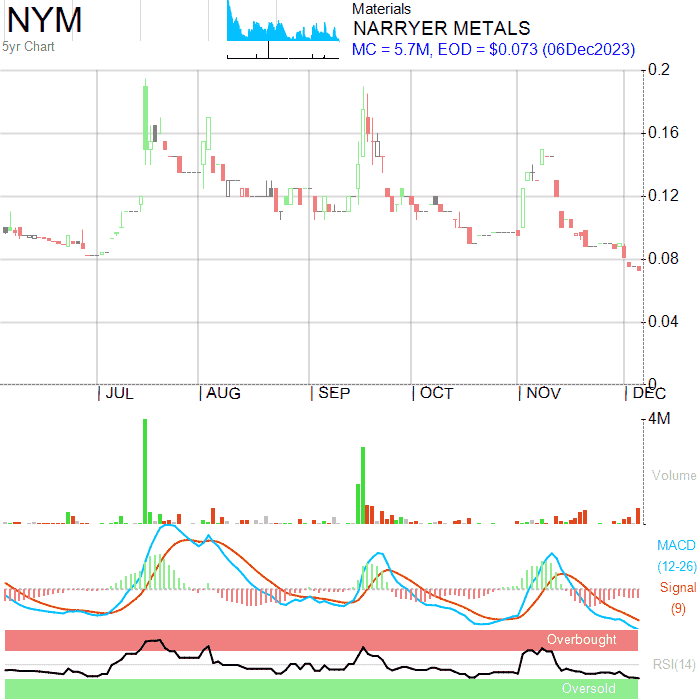 NYM
Materials
NARRYER METALS
5yr Chart
MC = 5.7M, EOD = $0.073 (06Dec2023)
0.2
0.16
0.12
0.08
0.04
0
JUL AUG SEP OCT NOV DEC
4M
Volume
MACD
(12-26)
Signal
(9)
Overbought
RSI(14)
Oversold